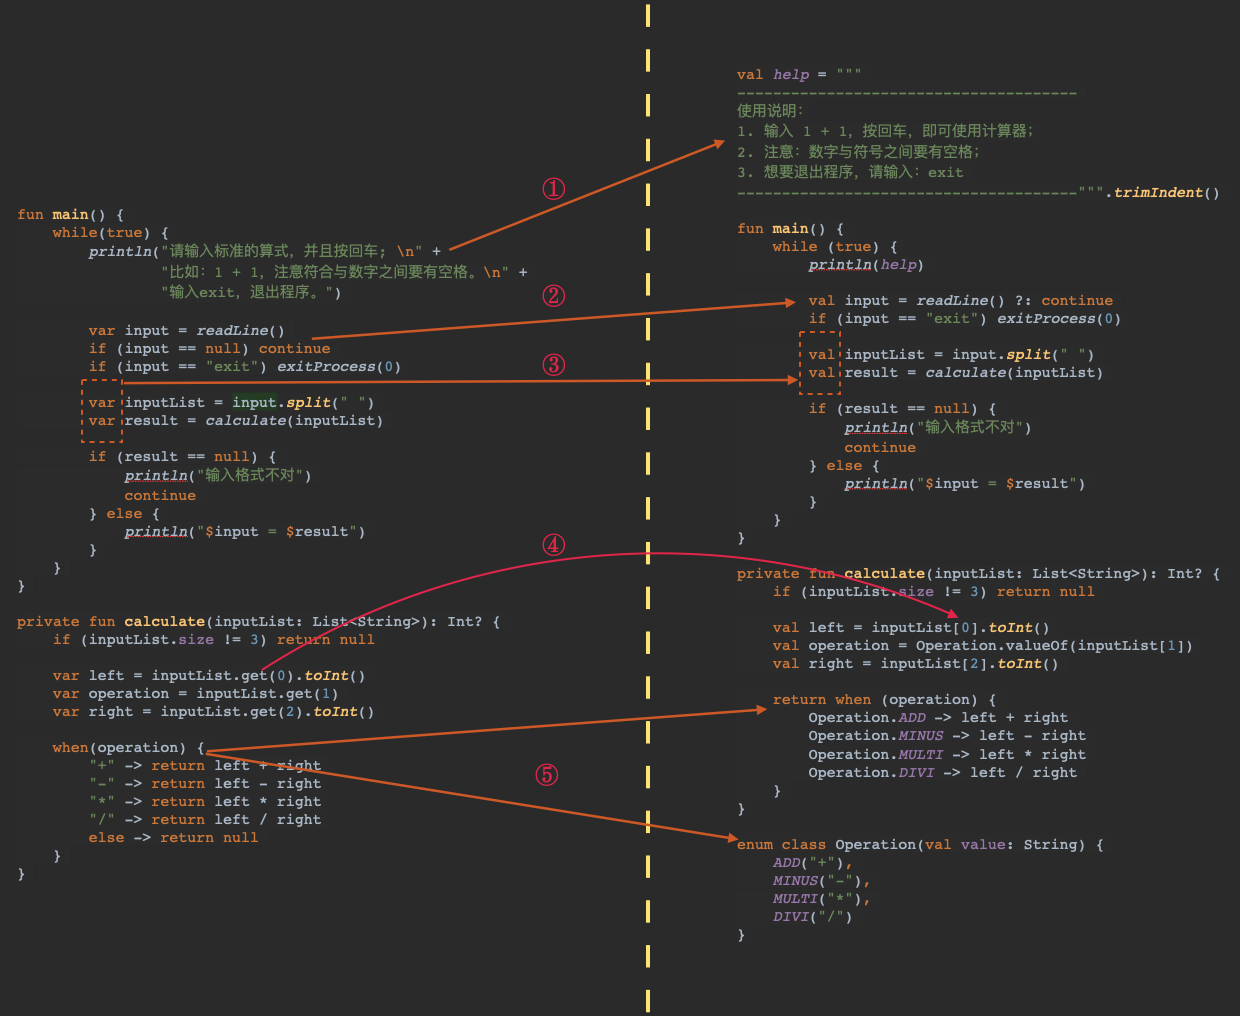 fun main() {
while(true) {
println("请输入标准的算式，并且按回车；\n" +
"比如：1 + 1，注意符合与数字之间要有空格。\n" +
"输入exit，退出程序。")
var input = readLine()
if (input == null) continue
if (input == "exit") exitProcess(0)
var inputList = input.split(" ")
var result = calculate(inputList)
if (result == null) {
println("输入格式不对")
continue
} else {
println("$input = $result")
}
}
}
private fun calculate(inputList: List<String>): Int? {
if (inputList.size != 3) return null
var left = inputList.get(0).toInt()
var operation = inputList.get(1)
var right = inputList.get(2).toInt()
when(operation) {
"+" -> return left + right
"-" -> return left - right
"*" -> return left * right
"/" -> return left / right
else -> return null
}
}
①
②
③
④
⑤
val help = """
--------------------------------------
使用说明：
1. 输入 1 + 1，按回车，即可使用计算器；
2. 注意：数字与符号之间要有空格；
3. 想要退出程序，请输入：exit
--------------------------------------""".trimIndent()
fun main() {
while (true) {
println(help)
val input = readLine() ?: continue
if (input == "exit") exitProcess(0)
val inputList = input.split(" ")
val result = calculate(inputList)
if (result == null) {
println("输入格式不对")
continue
} else {
println("$input = $result")
}
}
}
private fun calculate(inputList: List<String>): Int? {
if (inputList.size != 3) return null
val left = inputList[0].toInt()
val operation = Operation.valueOf(inputList[1])
val right = inputList[2].toInt()
return when (operation) {
Operation.ADD -> left + right
Operation.MINUS -> left - right
Operation.MULTI -> left * right
Operation.DIVI -> left / right
}
}
enum class Operation(val value: String) {
ADD("+"),
MINUS("-"),
MULTI("*"),
DIVI("/")
}